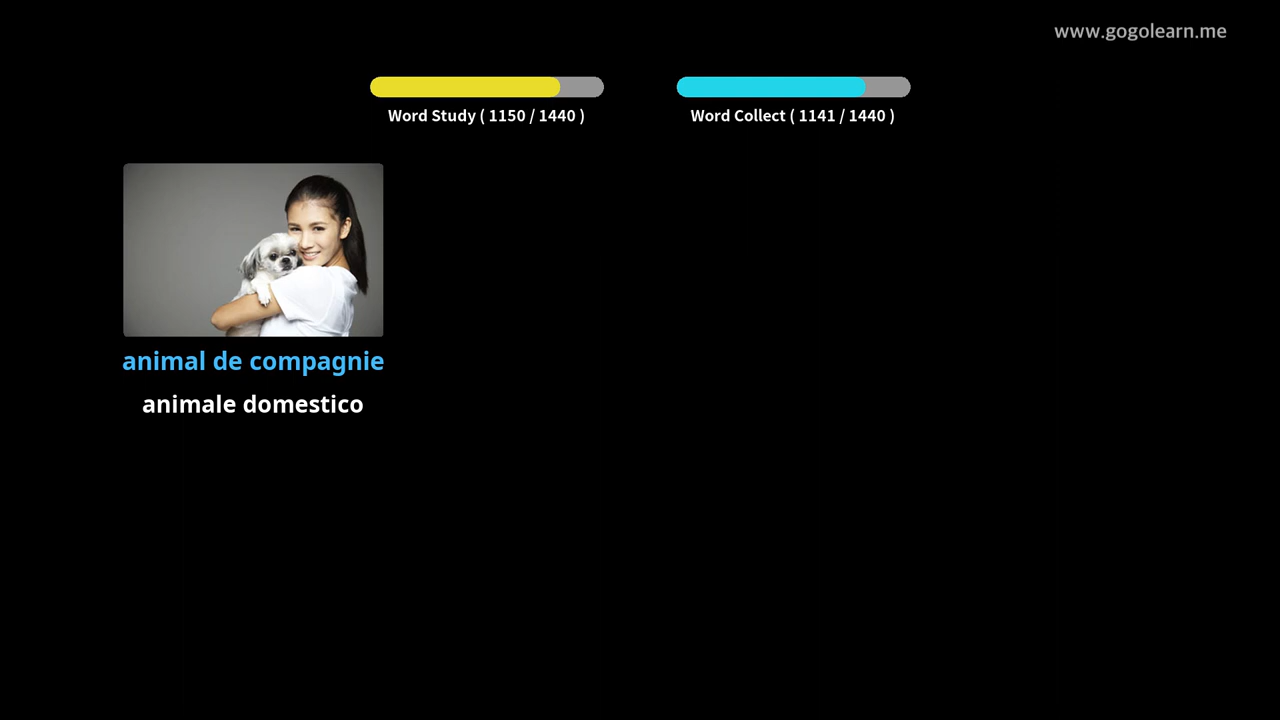 www.gogolearn.me
Word Study ( 1150 / 1440 )
Word Collect ( 1141 / 1440 )
animal de compagnie
animale domestico